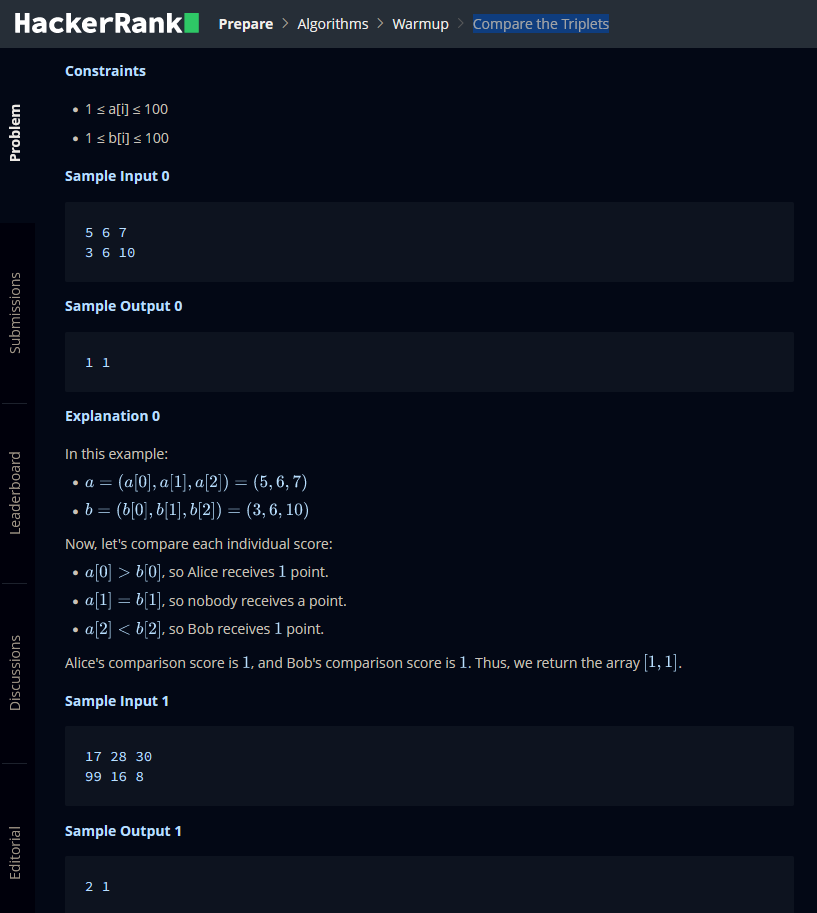 HackerRank
Prepare > Algorithms > Warmup > Compare the Triplets
Problem
Submissions
Leaderboard
Discussions
Editorial
Constraints
• 1 ≤ a[i] ≤ 100
• 1 ≤ b[i] ≤ 100
Sample Input 0
5 6 7
3 6 10
Sample Output 0
1 1
Explanation 0
In this example:
• a = (a[0], a[1], a[2]) = (5, 6, 7)
• b = (b[0], b[1], b[2]) = (3, 6, 10)
Now, let's compare each individual score:
• a[0] > b[0], so Alice receives 1 point.
• a[1] = b[1], so nobody receives a point.
• a[2] < b[2], so Bob receives 1 point.
Alice's comparison score is 1, and Bob's comparison score is 1. Thus, we return the array [1, 1].
Sample Input 1
17 28 30
99 16 8
Sample Output 1
2 1